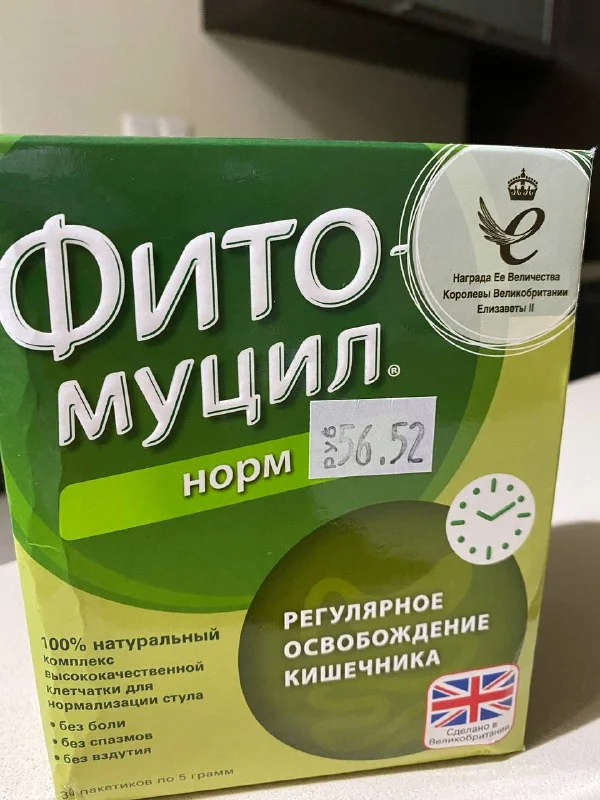 Награда Ее Величества
Королевы Великобритании
Елизаветы II
ФИТО-
МУЦИЛ®
норм
РУБ 56.52
РЕГУЛЯРНОЕ
ОСВОБОЖДЕНИЕ
КИШЕЧНИКА
100% натуральный
комплекс
высококачественной
клетчатки для
нормализации стула
• без боли
• без спазмов
• без вздутия
Сделано в
Великобритании
30 пакетиков по 5 грамм